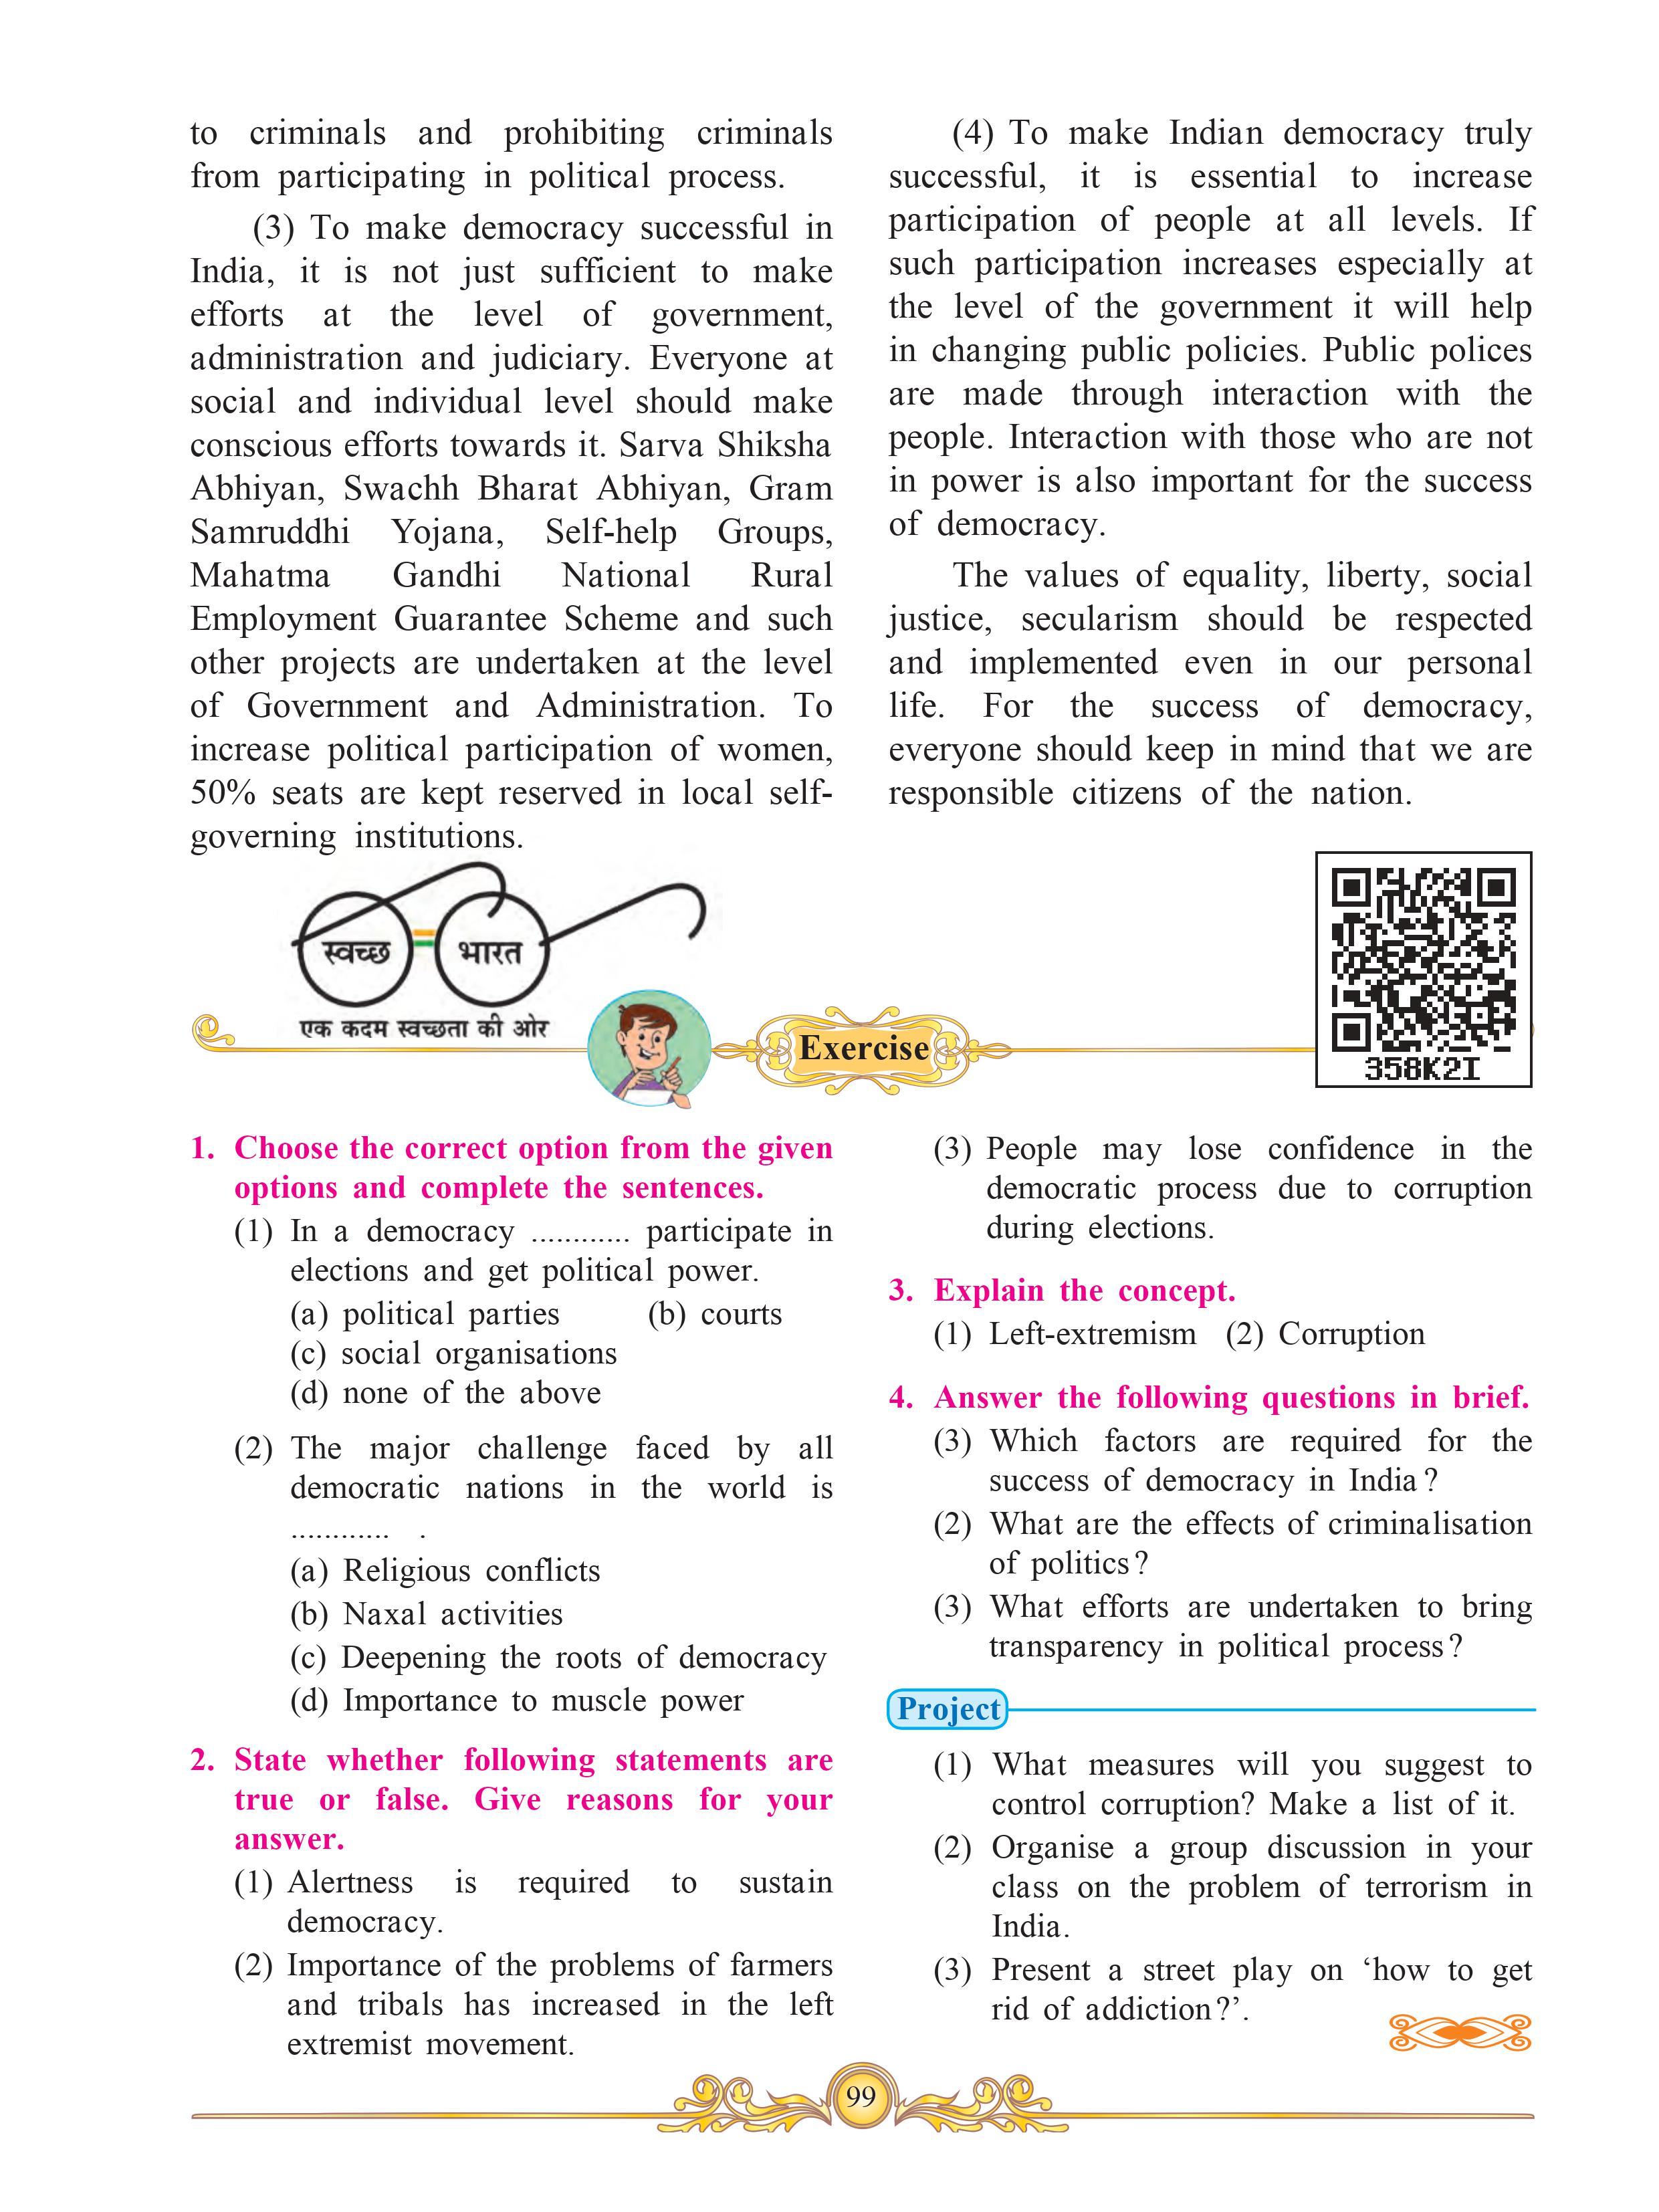 to criminals and prohibiting criminals
from participating in political process.
(3) To make democracy successful in
India, it is not just sufficient to make
efforts at the level of government,
administration and judiciary. Everyone at
social and individual level should make
conscious efforts towards it. Sarva Shiksha
Abhiyan, Swachh Bharat Abhiyan, Gram
Samruddhi Yojana, Self-help Groups,
Mahatma Gandhi National Rural
Employment Guarantee Scheme and such
other projects are undertaken at the level
of Government and Administration. To
increase political participation of women,
50% seats are kept reserved in local self-
governing institutions.
(4) To make Indian democracy truly
successful, it is essential to increase
participation of people at all levels. If
such participation increases especially at
the level of the government it will help
in changing public policies. Public polices
are made through interaction with the
people. Interaction with those who are not
in power is also important for the success
of democracy.
The values of equality, liberty, social
justice, secularism should be respected
and implemented even in our personal
life. For the success of democracy,
everyone should keep in mind that we are
responsible citizens of the nation.
स्वच्छ भारत
एक कदम स्वच्छता की ओर
Exercise
358K2I
1. Choose the correct option from the given
options and complete the sentences.
(1) In a democracy ............ participate in
elections and get political power.
(a) political parties (b) courts
(c) social organisations
(d) none of the above
(2) The major challenge faced by all
democratic nations in the world is
............ .
(a) Religious conflicts
(b) Naxal activities
(c) Deepening the roots of democracy
(d) Importance to muscle power
2. State whether following statements are
true or false. Give reasons for your
answer.
(1) Alertness is required to sustain
democracy.
(2) Importance of the problems of farmers
and tribals has increased in the left
extremist movement.
(3) People may lose confidence in the
democratic process due to corruption
during elections.
3. Explain the concept.
(1) Left-extremism (2) Corruption
4. Answer the following questions in brief.
(3) Which factors are required for the
success of democracy in India ?
(2) What are the effects of criminalisation
of politics ?
(3) What efforts are undertaken to bring
transparency in political process ?
Project
(1) What measures will you suggest to
control corruption? Make a list of it.
(2) Organise a group discussion in your
class on the problem of terrorism in
India.
(3) Present a street play on ‘how to get
rid of addiction ?’.
99